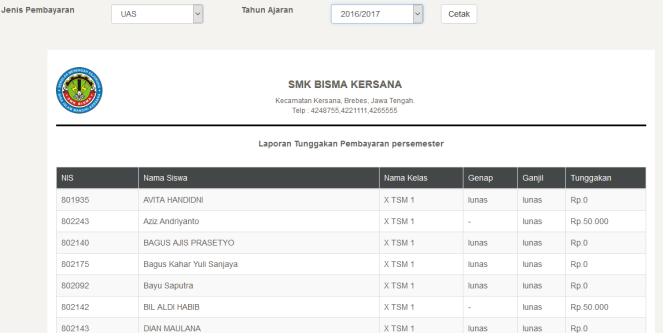 Jenis Pembayaran UAS Tahun Ajaran 2016/2017 Cetak
SMK BISMA KERSANA
Kecamatan Kersana, Brebes, Jawa Tengah.
Telp : 4248755,4221111,4265555
Laporan Tunggakan Pembayaran persemester
NIS Nama Siswa Nama Kelas Genap Ganjil Tunggakan
801935 AVITA HANDIDNI X TSM 1 lunas lunas Rp.0
802243 Aziz Andriyanto X TSM 1 - lunas Rp.50.000
802140 BAGUS AJIS PRASETYO X TSM 1 lunas lunas Rp.0
802175 Bagus Kahar Yuli Sanjaya X TSM 1 lunas lunas Rp.0
802092 Bayu Saputra X TSM 1 lunas lunas Rp.0
802142 BIL ALDI HABIB X TSM 1 - lunas Rp.50.000
802143 DIAN MAULANA X TSM 1 lunas lunas Rp.0